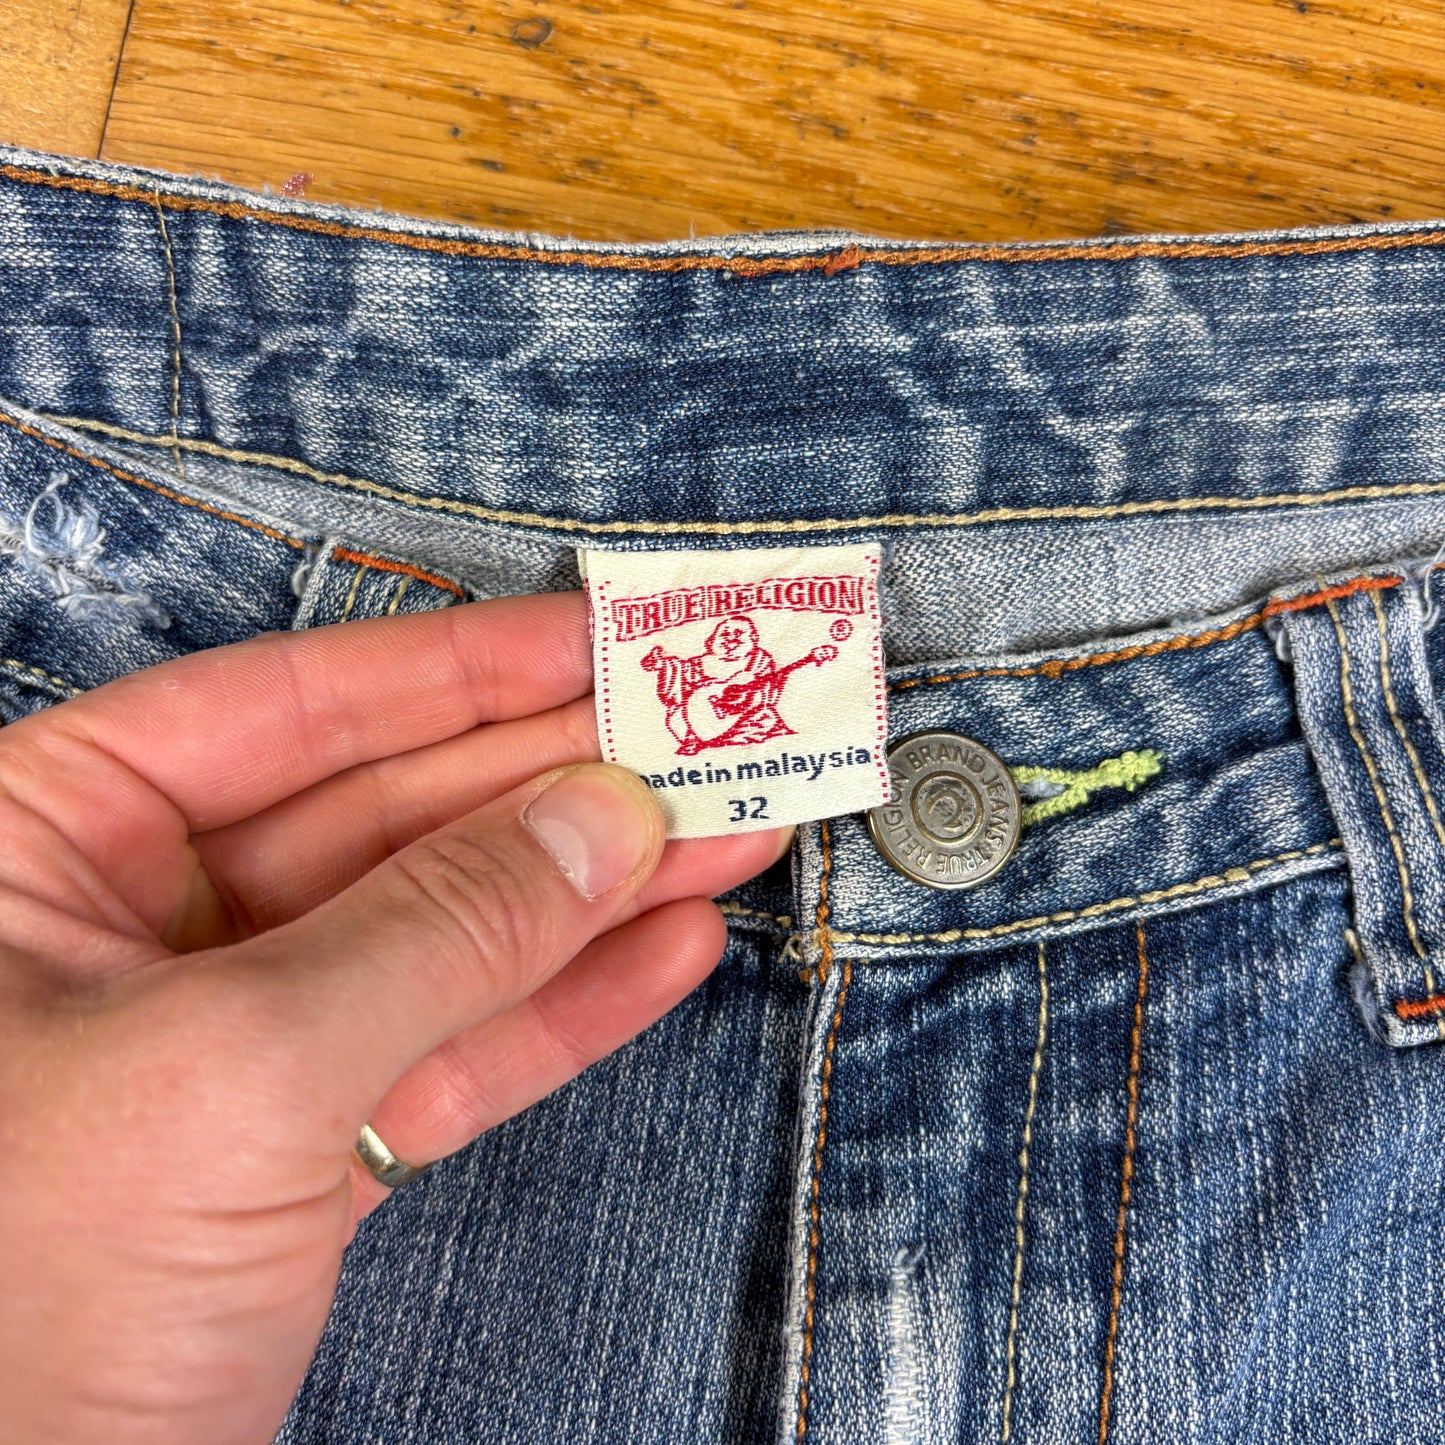 TRUE RELIGION
®
made in malaysia
32
BRAND JEANS TRUE RELIGION